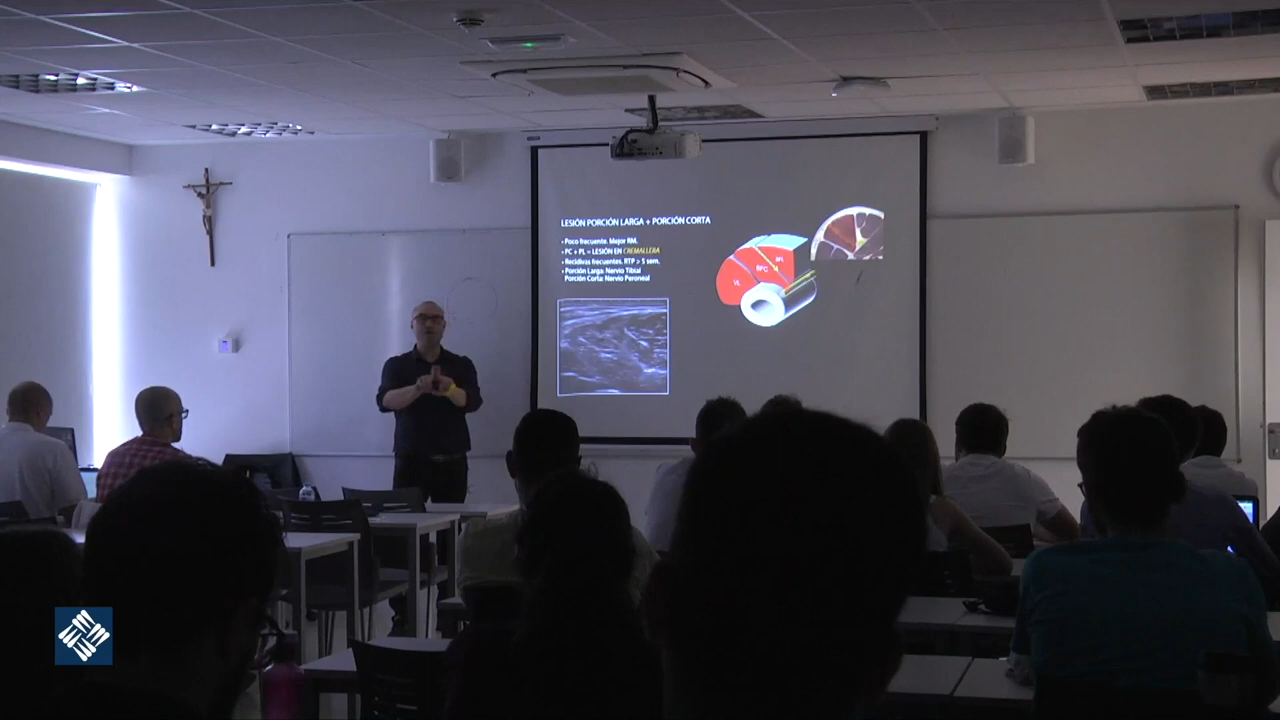 LESIÓN PORCIÓN LARGA + PORCIÓN CORTA
• Poco frecuente. Mejor RM.
• PC + PL = LESIÓN EN CREMALLERA
• Recidivas frecuentes. RTP > 5 sem.
• Porción Larga: Nervio Tibial
Porción Corta: Nervio Peroneal
VL
BPC
BPL